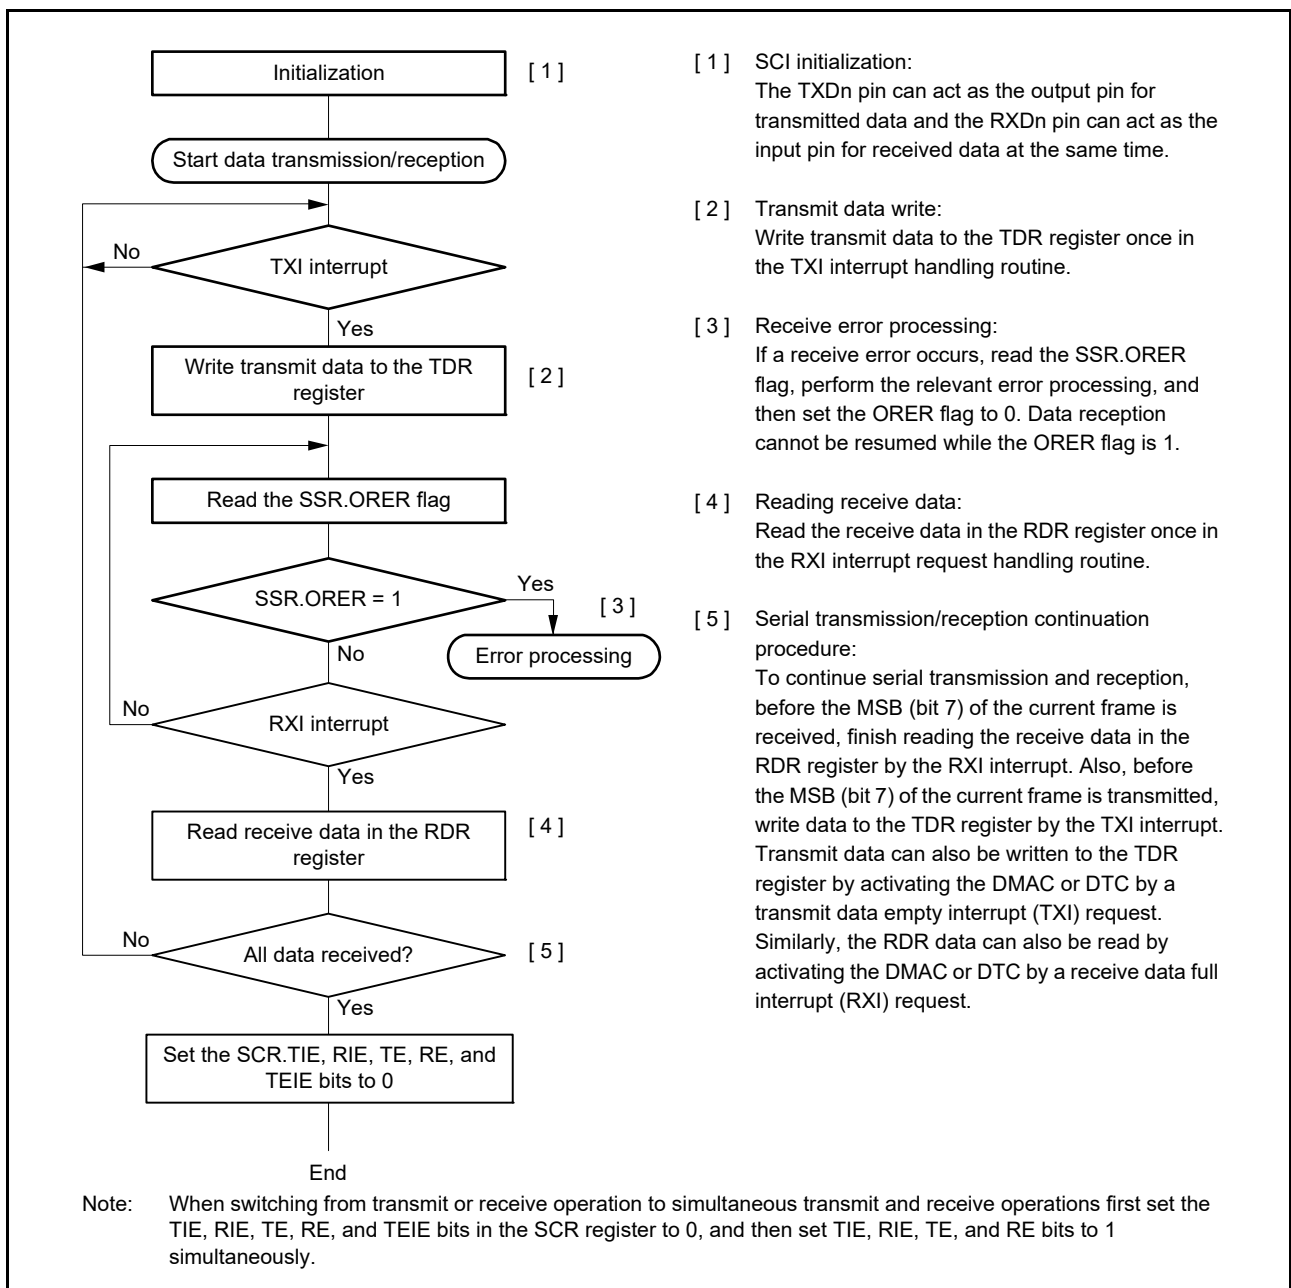 Initialization
[ 1 ]
Start data transmission/reception
No
TXI interrupt
Yes
Write transmit data to the TDR
register
[ 2 ]
Read the SSR.ORER flag
Yes
SSR.ORER = 1
[ 3 ]
Error processing
No
No
RXI interrupt
Yes
Read receive data in the RDR
register
[ 4 ]
No
All data received?
[ 5 ]
Yes
Set the SCR.TIE, RIE, TE, RE, and
TEIE bits to 0
End
[ 1 ] SCI initialization:
The TXDn pin can act as the output pin for
transmitted data and the RXDn pin can act as the
input pin for received data at the same time.
[ 2 ] Transmit data write:
Write transmit data to the TDR register once in
the TXI interrupt handling routine.
[ 3 ] Receive error processing:
If a receive error occurs, read the SSR.ORER
flag, perform the relevant error processing, and
then set the ORER flag to 0. Data reception
cannot be resumed while the ORER flag is 1.
[ 4 ] Reading receive data:
Read the receive data in the RDR register once in
the RXI interrupt request handling routine.
[ 5 ] Serial transmission/reception continuation
procedure:
To continue serial transmission and reception,
before the MSB (bit 7) of the current frame is
received, finish reading the receive data in the
RDR register by the RXI interrupt. Also, before
the MSB (bit 7) of the current frame is transmitted,
write data to the TDR register by the TXI interrupt.
Transmit data can also be written to the TDR
register by activating the DMAC or DTC by a
transmit data empty interrupt (TXI) request.
Similarly, the RDR data can also be read by
activating the DMAC or DTC by a receive data full
interrupt (RXI) request.
Note: When switching from transmit or receive operation to simultaneous transmit and receive operations first set the
TIE, RIE, TE, RE, and TEIE bits in the SCR register to 0, and then set TIE, RIE, TE, and RE bits to 1
simultaneously.